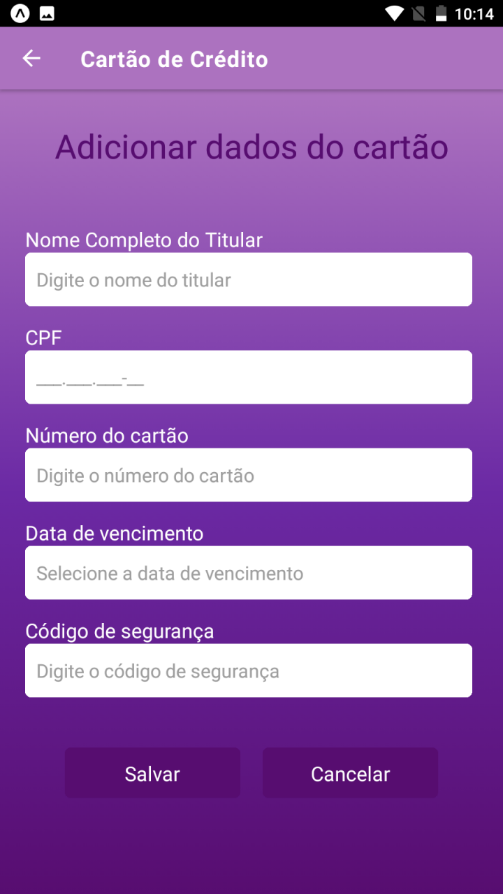 10:14
Cartão de Crédito
Adicionar dados do cartão
Nome Completo do Titular
Digite o nome do titular
CPF
___.___.___-__
Número do cartão
Digite o número do cartão
Data de vencimento
Selecione a data de vencimento
Código de segurança
Digite o código de segurança
Salvar Cancelar